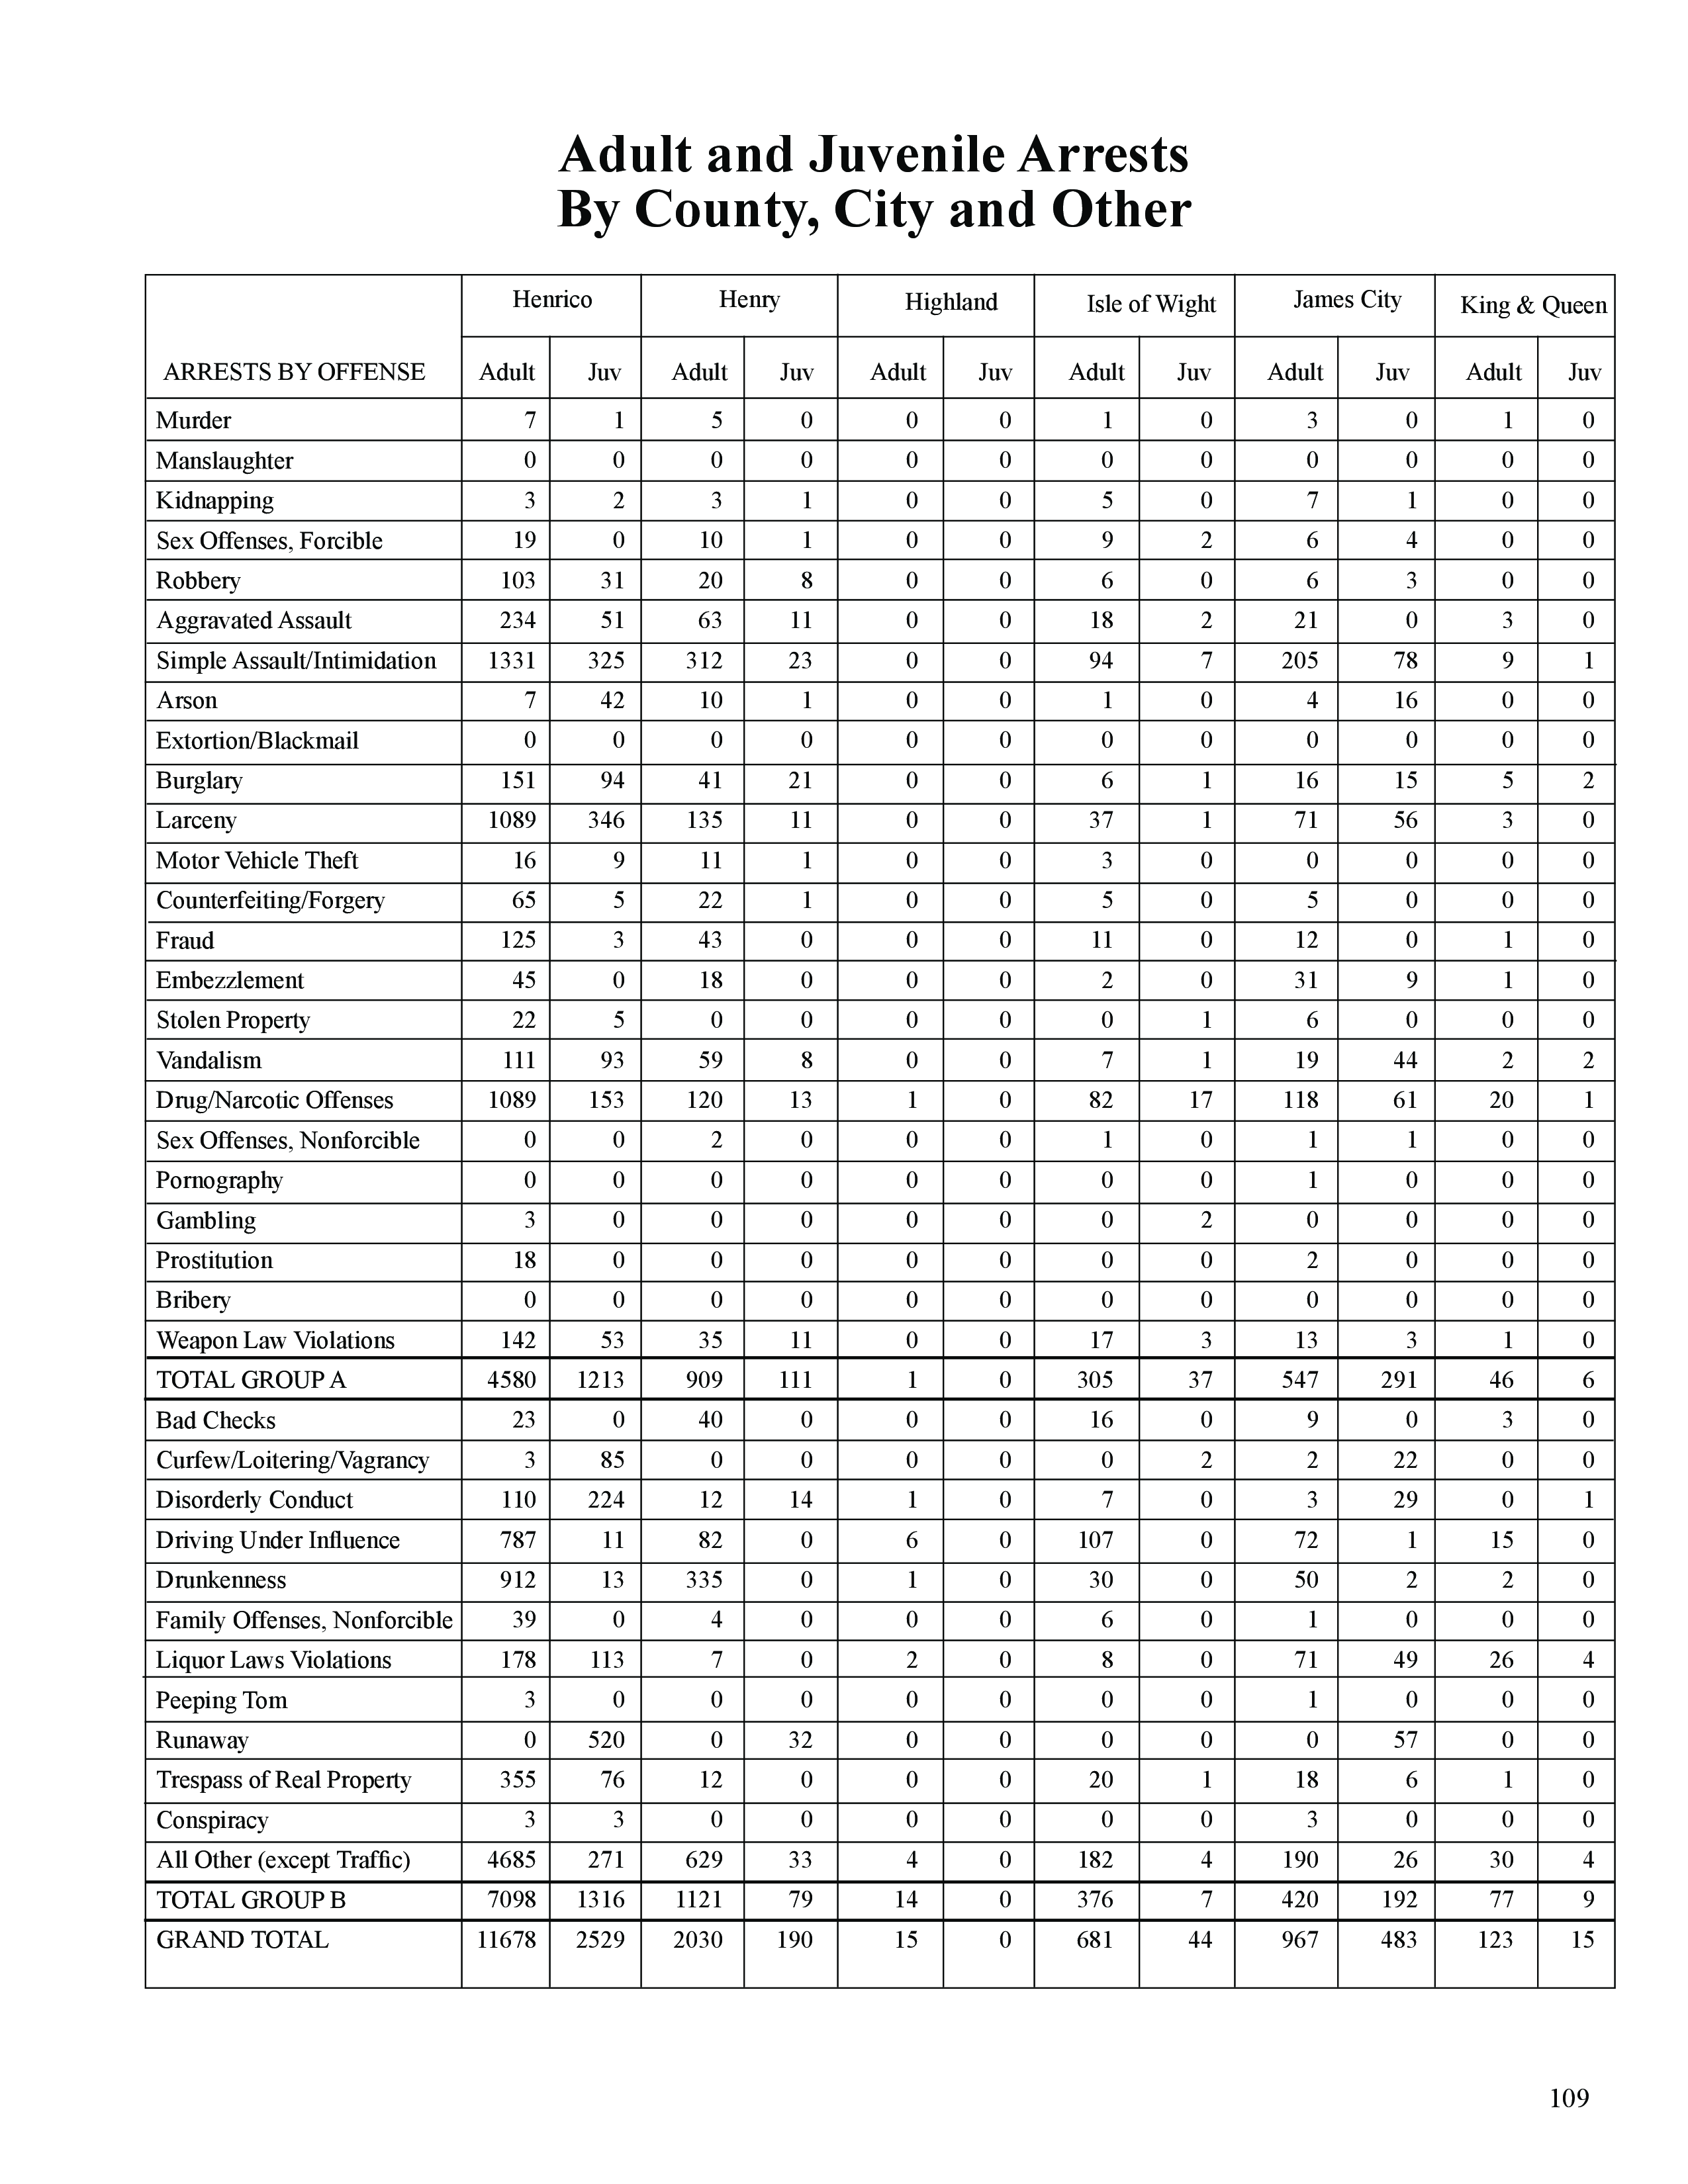 Adult and Juvenile Arrests
By County, City and Other
Henrico Henry Highland Isle of Wight James City King & Queen
ARRESTS BY OFFENSE Adult Juv Adult Juv Adult Juv Adult Juv Adult Juv Adult Juv
Murder 7 1 5 0 0 0 1 0 3 0 1 0
Manslaughter 0 0 0 0 0 0 0 0 0 0 0 0
Kidnapping 3 2 3 1 0 0 5 0 7 1 0 0
Sex Offenses, Forcible 19 0 10 1 0 0 9 2 6 4 0 0
Robbery 103 31 20 8 0 0 6 0 6 3 0 0
Aggravated Assault 234 51 63 11 0 0 18 2 21 0 3 0
Simple Assault/Intimidation 1331 325 312 23 0 0 94 7 205 78 9 1
Arson 7 42 10 1 0 0 1 0 4 16 0 0
Extortion/Blackmail 0 0 0 0 0 0 0 0 0 0 0 0
Burglary 151 94 41 21 0 0 6 1 16 15 5 2
Larceny 1089 346 135 11 0 0 37 1 71 56 3 0
Motor Vehicle Theft 16 9 11 1 0 0 3 0 0 0 0 0
Counterfeiting/Forgery 65 5 22 1 0 0 5 0 5 0 0 0
Fraud 125 3 43 0 0 0 11 0 12 0 1 0
Embezzlement 45 0 18 0 0 0 2 0 31 9 1 0
Stolen Property 22 5 0 0 0 0 0 1 6 0 0 0
Vandalism 111 93 59 8 0 0 7 1 19 44 2 2
Drug/Narcotic Offenses 1089 153 120 13 1 0 82 17 118 61 20 1
Sex Offenses, Nonforcible 0 0 2 0 0 0 1 0 1 1 0 0
Pornography 0 0 0 0 0 0 0 0 1 0 0 0
Gambling 3 0 0 0 0 0 0 2 0 0 0 0
Prostitution 18 0 0 0 0 0 0 0 2 0 0 0
Bribery 0 0 0 0 0 0 0 0 0 0 0 0
Weapon Law Violations 142 53 35 11 0 0 17 3 13 3 1 0
TOTAL GROUP A 4580 1213 909 111 1 0 305 37 547 291 46 6
Bad Checks 23 0 40 0 0 0 16 0 9 0 3 0
Curfew/Loitering/Vagrancy 3 85 0 0 0 0 0 2 2 22 0 0
Disorderly Conduct 110 224 12 14 1 0 7 0 3 29 0 1
Driving Under Influence 787 11 82 0 6 0 107 0 72 1 15 0
Drunkenness 912 13 335 0 1 0 30 0 50 2 2 0
Family Offenses, Nonforcible 39 0 4 0 0 0 6 0 1 0 0 0
Liquor Laws Violations 178 113 7 0 2 0 8 0 71 49 26 4
Peeping Tom 3 0 0 0 0 0 0 0 1 0 0 0
Runaway 0 520 0 32 0 0 0 0 0 57 0 0
Trespass of Real Property 355 76 12 0 0 0 20 1 18 6 1 0
Conspiracy 3 3 0 0 0 0 0 0 3 0 0 0
All Other (except Traffic) 4685 271 629 33 4 0 182 4 190 26 30 4
TOTAL GROUP B 7098 1316 1121 79 14 0 376 7 420 192 77 9
GRAND TOTAL 11678 2529 2030 190 15 0 681 44 967 483 123 15
109